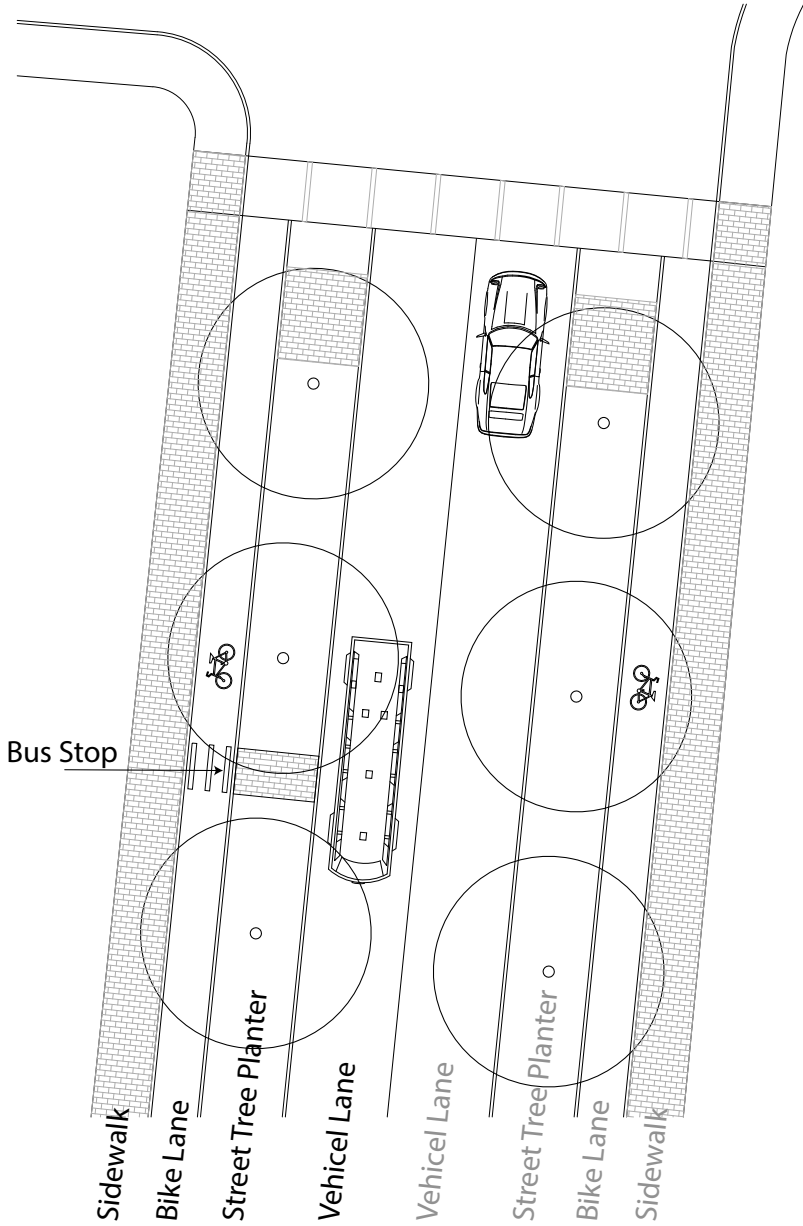 Bus Stop
Sidewalk
Bike Lane
Street Tree Planter
Vehicel Lane
Vehicel Lane
Street Tree Planter
Bike Lane
Sidewalk